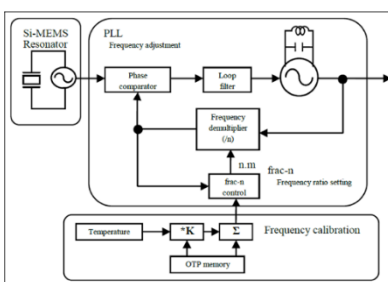 Si-MEMS
Resonator
PLL
Frequency adjustment
Phase
comparator
Loop
filter
Frequency
demultiplier
(/n)
n.m
frac-n
Frequency ratio setting
frac-n
control
Frequency calibration
Temperature
*K
Σ
OTP memory